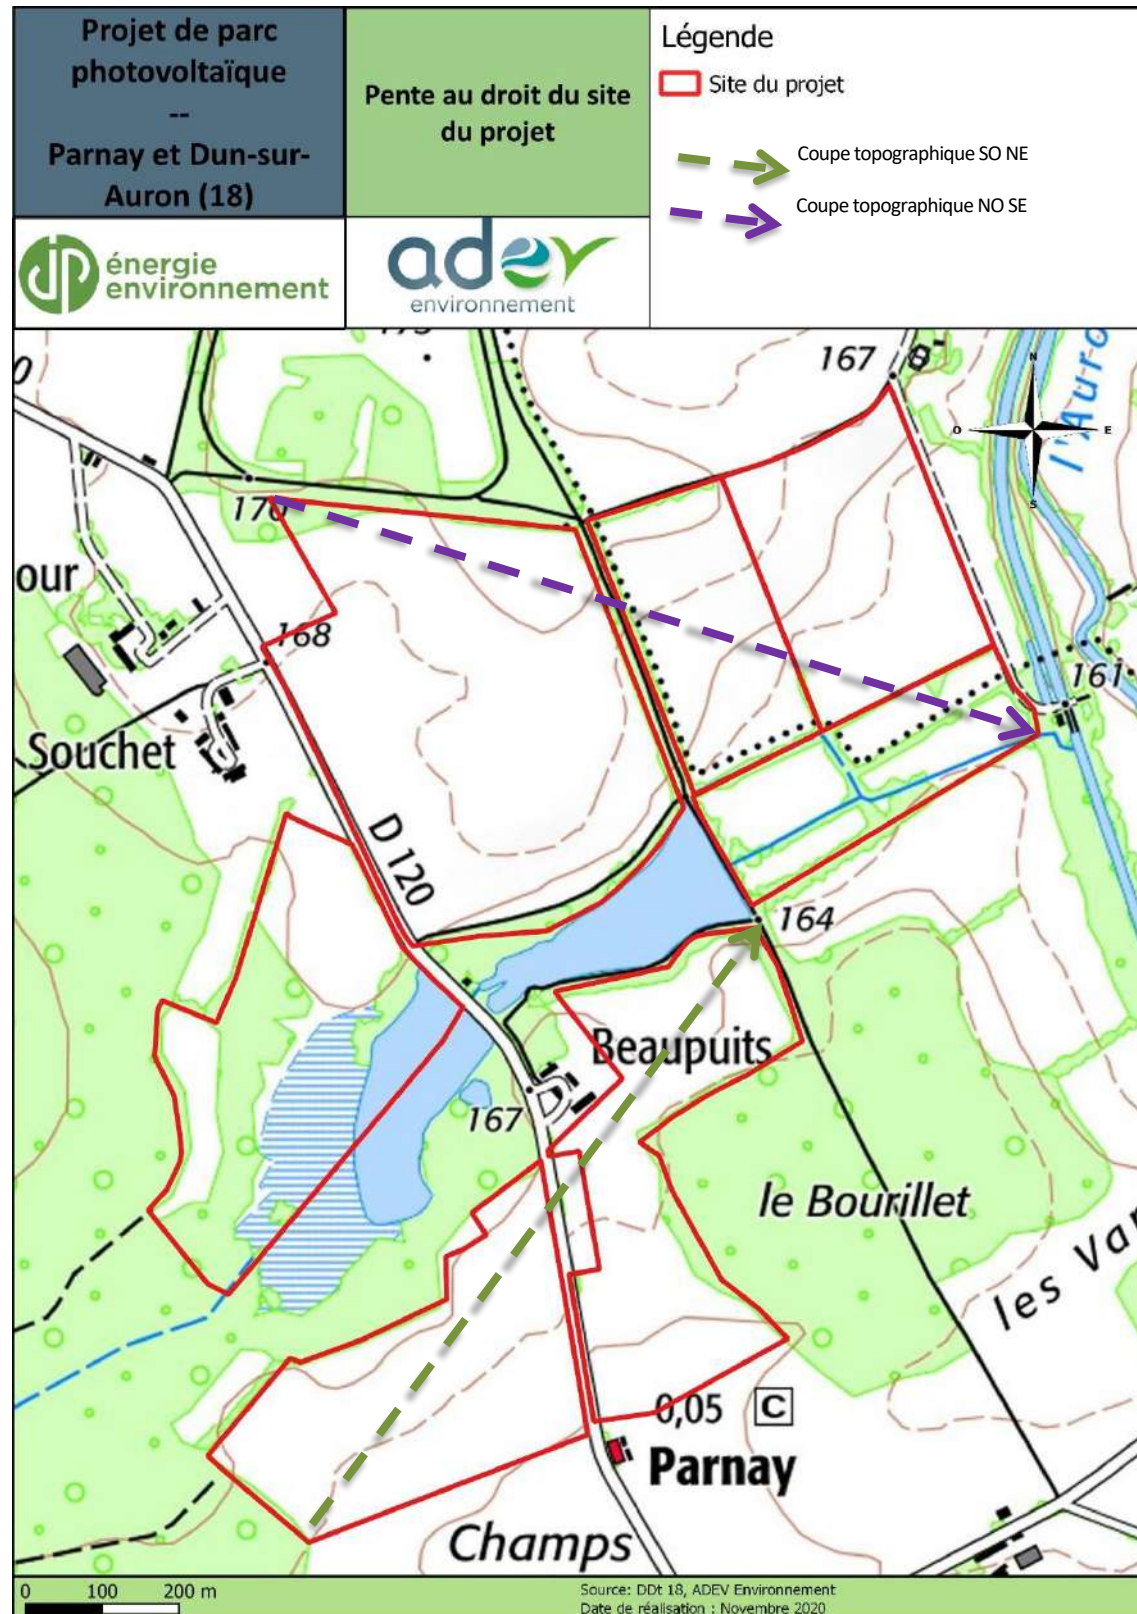 Projet de parc
photovoltaïque
--
Parnay et Dun-sur-
Auron (18)
Pente au droit du site
du projet
Légende
Site du projet
Coupe topographique SO NE
Coupe topographique NO SE
énergie
environnement
adev
environnement
167
N
O
E
S
l'Auro
170
our
168
161
Souchet
D 120
164
Beaupuits
167
le Bourillet
les Var
0,05 C
Parnay
Champs
0 100 200 m
Source: DDt 18, ADEV Environnement
Date de réalisation : Novembre 2020